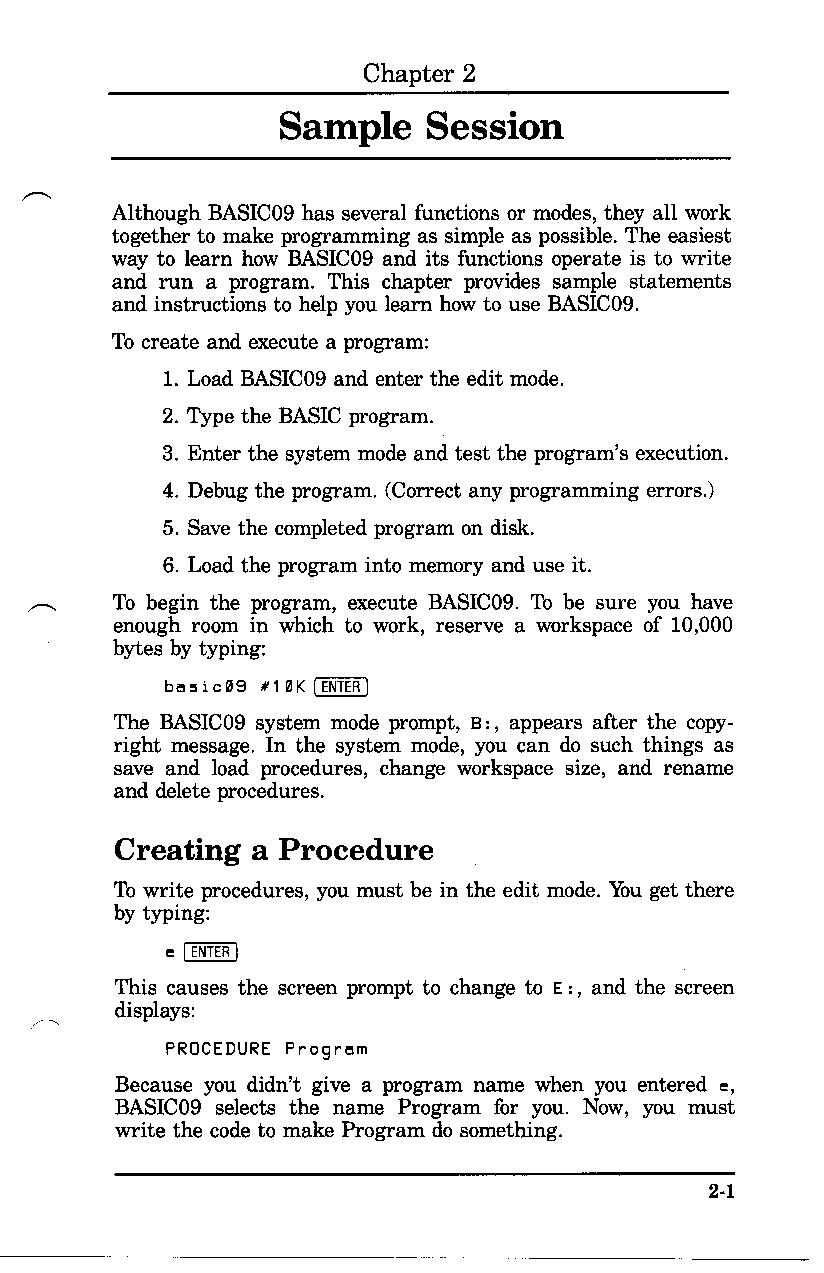 Chapter 2
Sample Session
Although BASIC09 has several functions or modes, they all work
together to make programming as simple as possible. The easiest
way to learn how BASIC09 and its functions operate is to write
and run a program. This chapter provides sample statements
and instructions to help you learn how to use BASIC09.
To create and execute a program:
1. Load BASIC09 and enter the edit mode.
2. Type the BASIC program.
3. Enter the system mode and test the program's execution.
4. Debug the program. (Correct any programming errors.)
5. Save the completed program on disk.
6. Load the program into memory and use it.
To begin the program, execute BASIC09. To be sure you have
enough room in which to work, reserve a workspace of 10,000
bytes by typing:
basic09 #10K ENTER
The BASIC09 system mode prompt, B:, appears after the copy-
right message. In the system mode, you can do such things as
save and load procedures, change workspace size, and rename
and delete procedures.
Creating a Procedure
To write procedures, you must be in the edit mode. You get there
by typing:
e ENTER
This causes the screen prompt to change to E:, and the screen
displays:
PROCEDURE Program
Because you didn't give a program name when you entered e,
BASIC09 selects the name Program for you. Now, you must
write the code to make Program do something.
2-1